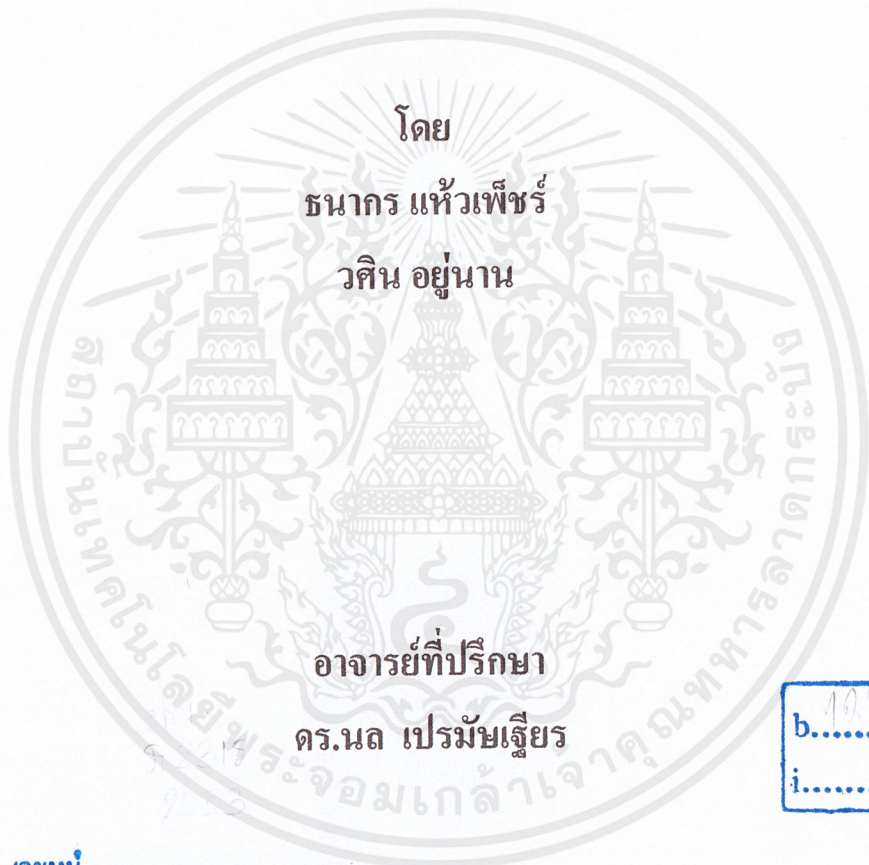 โดย
ธนากร แห้วเพ็ชร์
วศิน อยู่นาน
อาจารย์ที่ปรึกษา
ดร.นล เปรมัษเฐียร
สถาบันเทคโนโลยีพระจอมเกล้าเจ้าคุณทหารลาดกระบัง
b.......
i.......